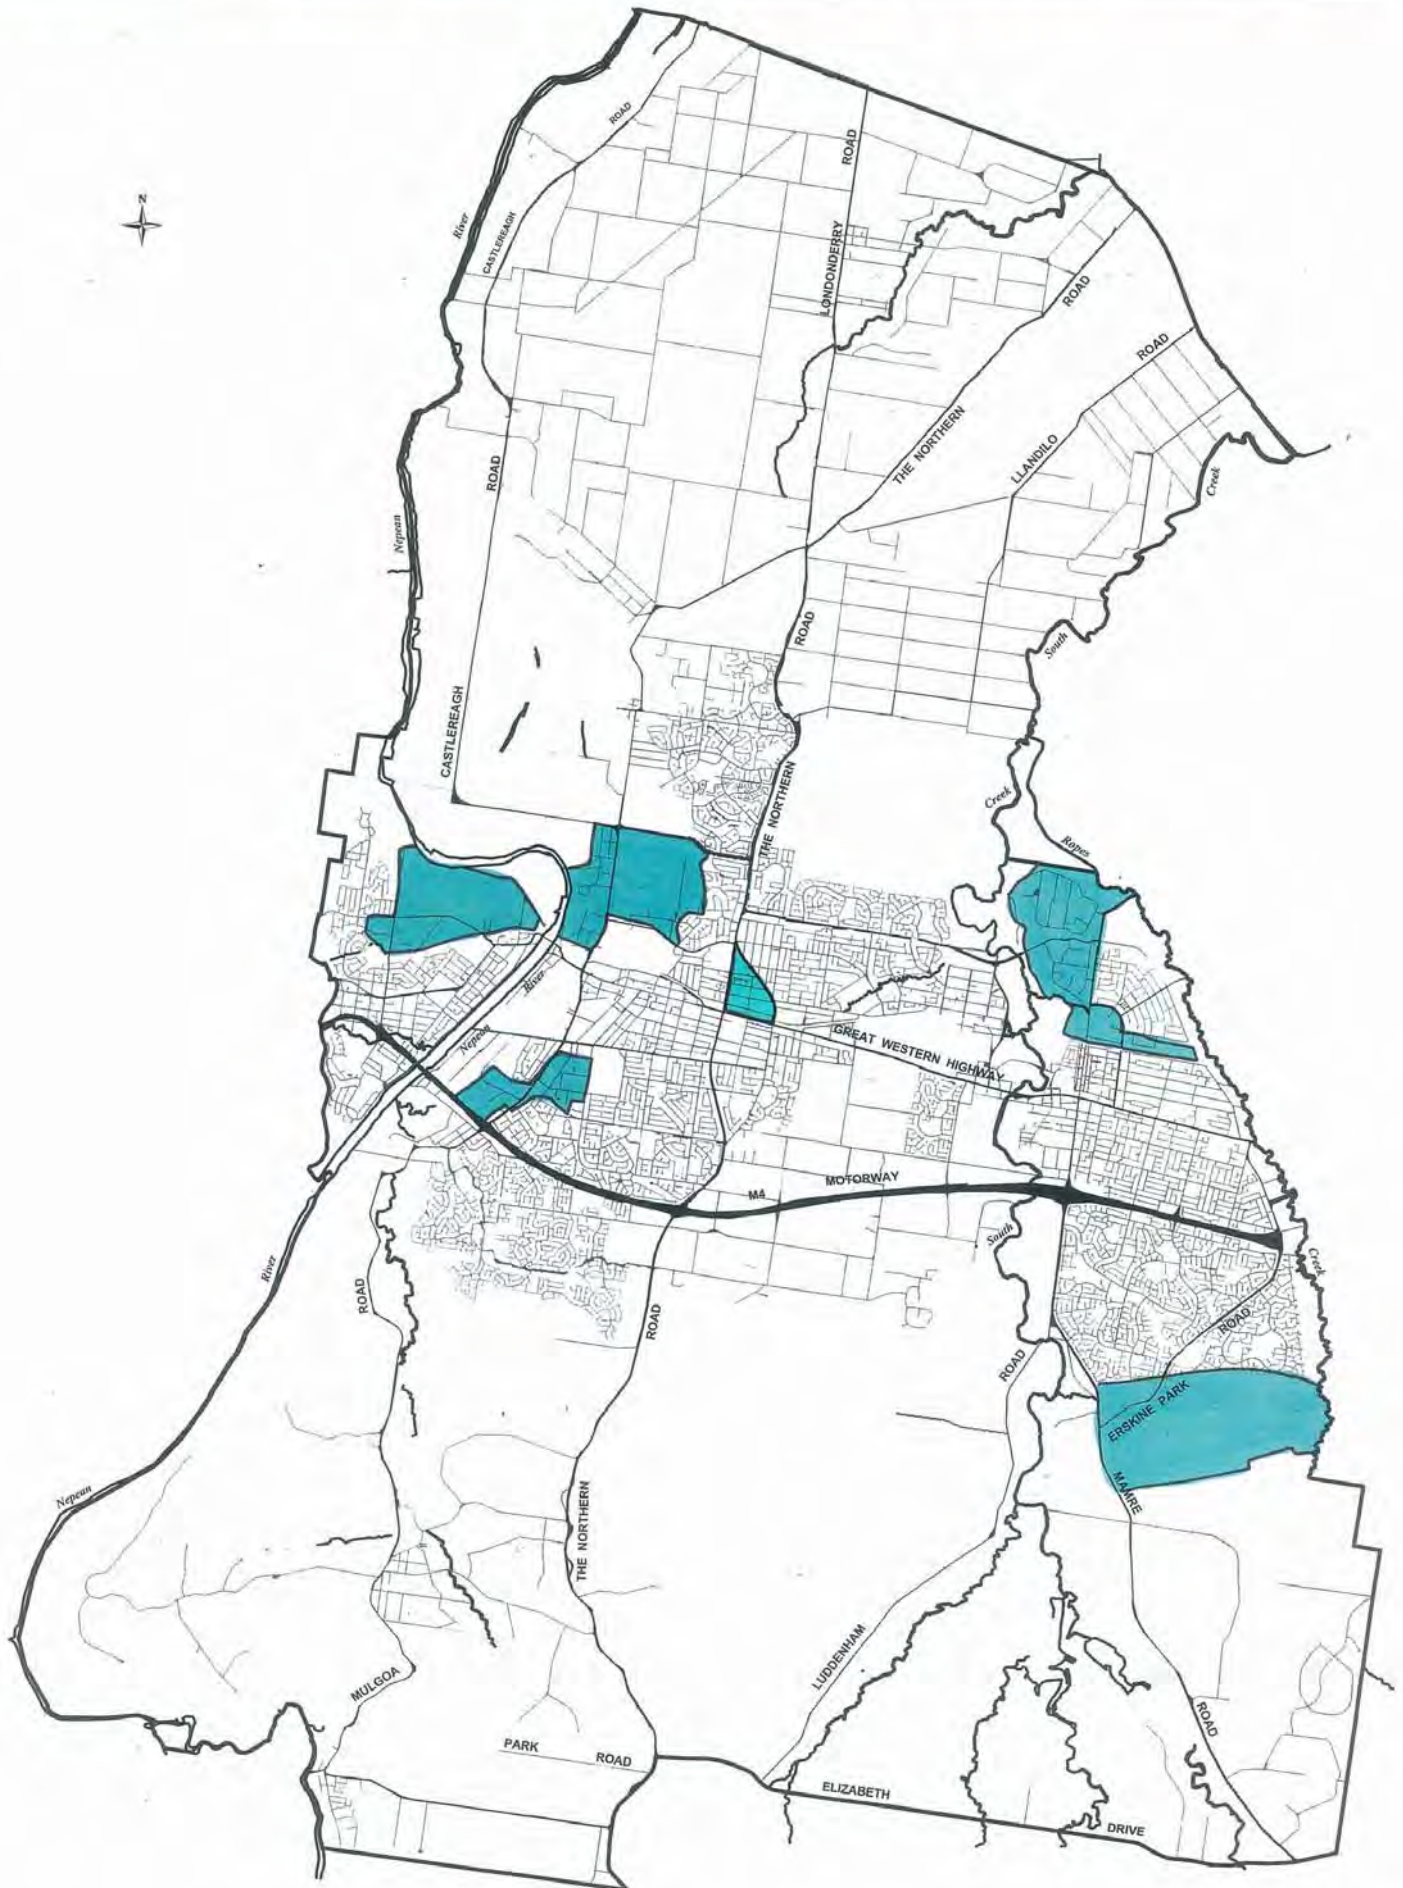 N
ROAD
ROAD
River
CASTLEREAGH
LONDONDERRY
ROAD
ROAD
THE NORTHERN
LLANDILO
ROAD
Creek
Nepean
ROAD
South
CASTLEREAGH
THE NORTHERN
Creek
Ropes
River
Nepean
GREAT WESTERN HIGHWAY
M4
MOTORWAY
South
Creek
River
ROAD
ROAD
ROAD
ROAD
ERSKINE PARK
MAMRE
Nepean
THE NORTHERN
LUDDENHAM
MULGOA
ROAD
PARK
ROAD
ELIZABETH
DRIVE